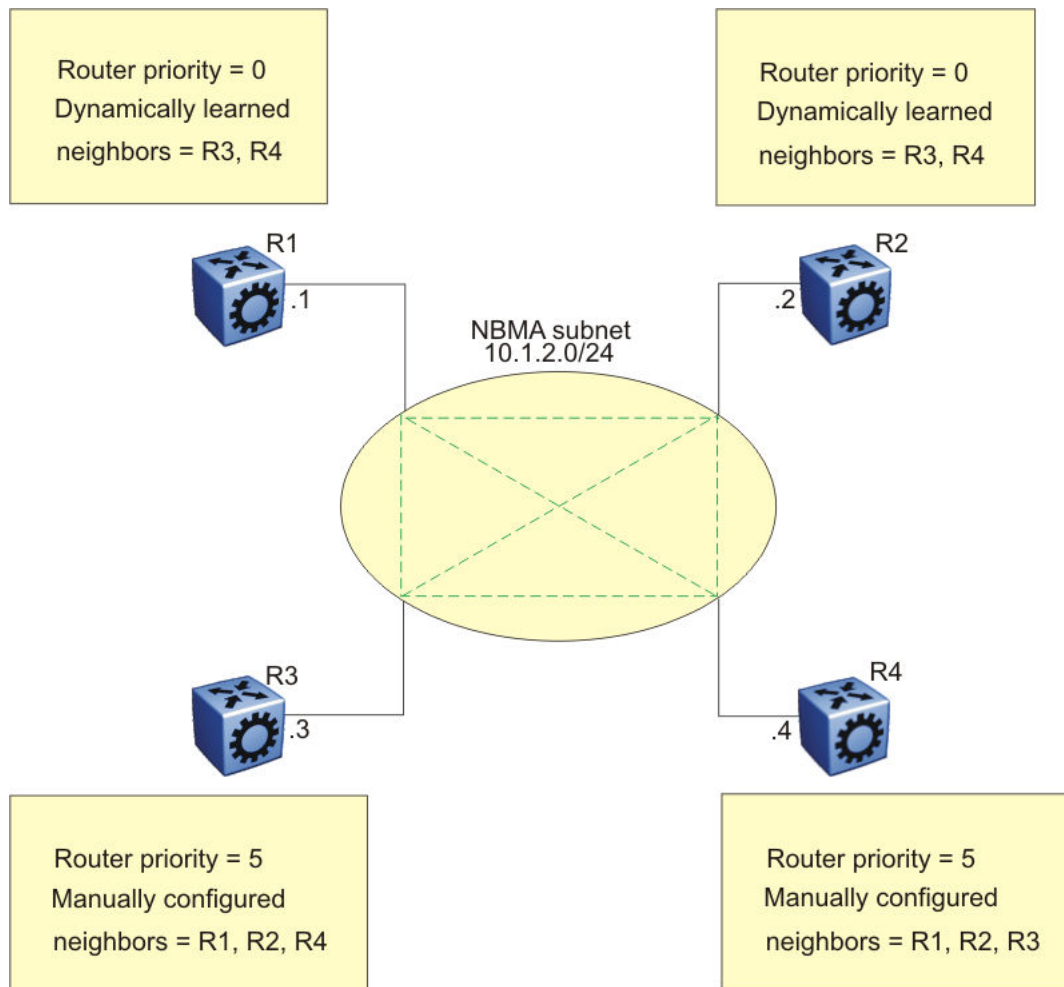 Router priority = 0
Dynamically learned
neighbors = R3, R4
Router priority = 0
Dynamically learned
neighbors = R3, R4
R1
.1
R2
.2
NBMA subnet
10.1.2.0/24
R3
.3
R4
.4
Router priority = 5
Manually configured
neighbors = R1, R2, R4
Router priority = 5
Manually configured
neighbors = R1, R2, R3